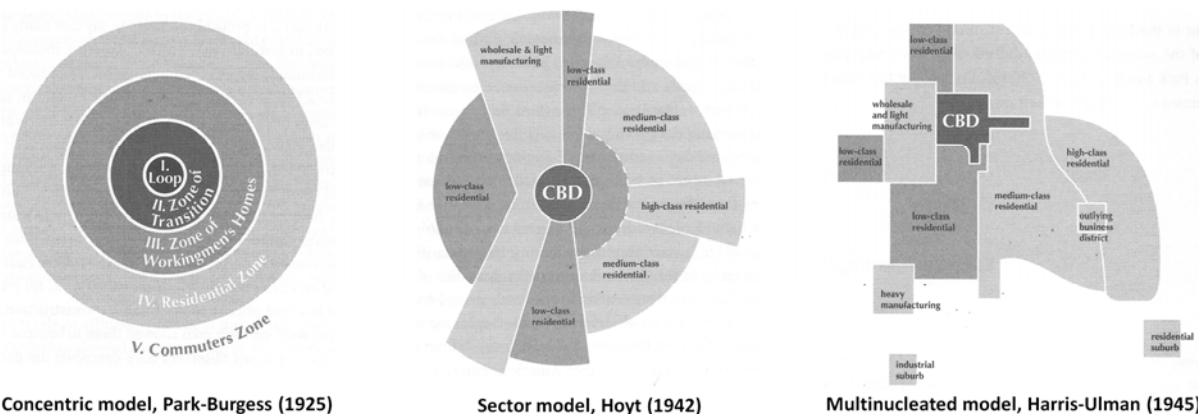 I.
Loop
II. Zone of
Transition
III. Zone of
Workingmen's Homes
IV. Residential Zone
V. Commuters Zone
Concentric model, Park-Burgess (1925)
wholesale & light
manufacturing
low-class
residential
medium-class
residential
low-class
residential
CBD
high-class residential
medium-class
residential
low-class
residential
Sector model, Hoyt (1942)
low-class
residential
wholesale
and light
manufacturing
CBD
low-class
residential
high-class
residential
low-class
residential
medium-class
residential
outlying
business
district
heavy
manufacturing
residential
suburb
industrial
suburb
Multinucleated model, Harris-Ulman (1945)